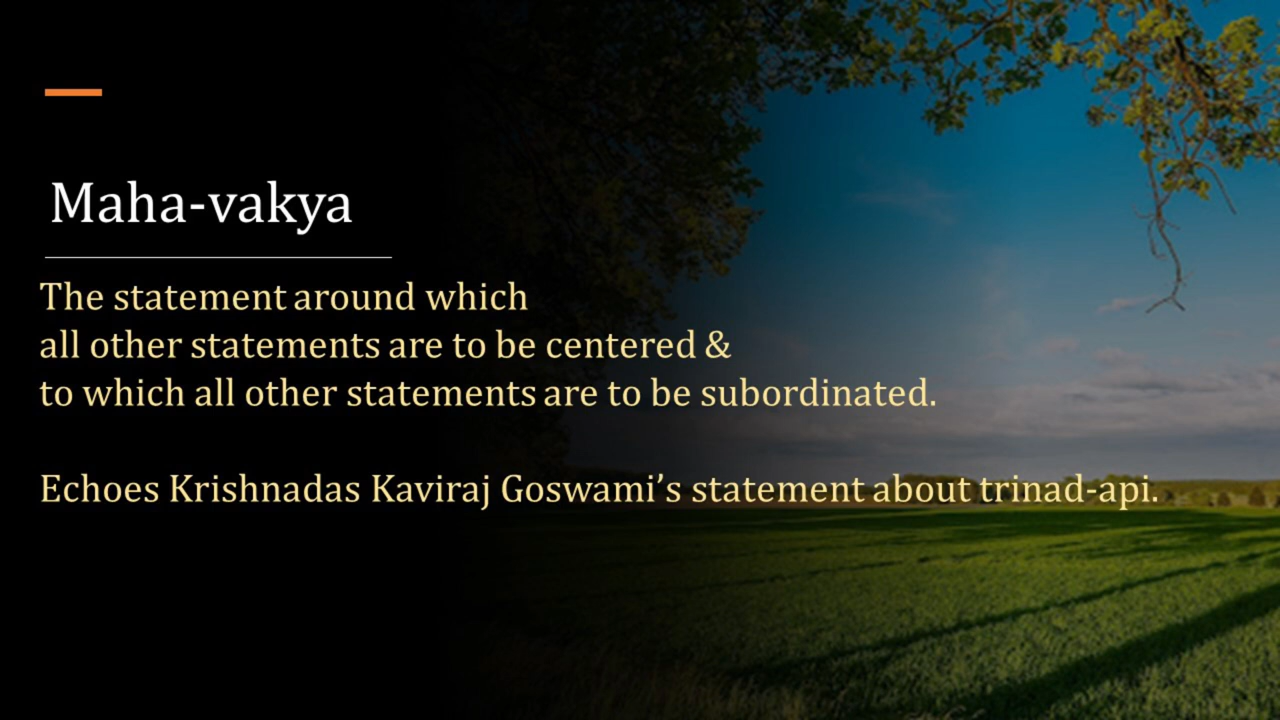 Maha-vakya
The statement around which
all other statements are to be centered &
to which all other statements are to be subordinated.
Echoes Krishnadas Kaviraj Goswami’s statement about trinad-api.